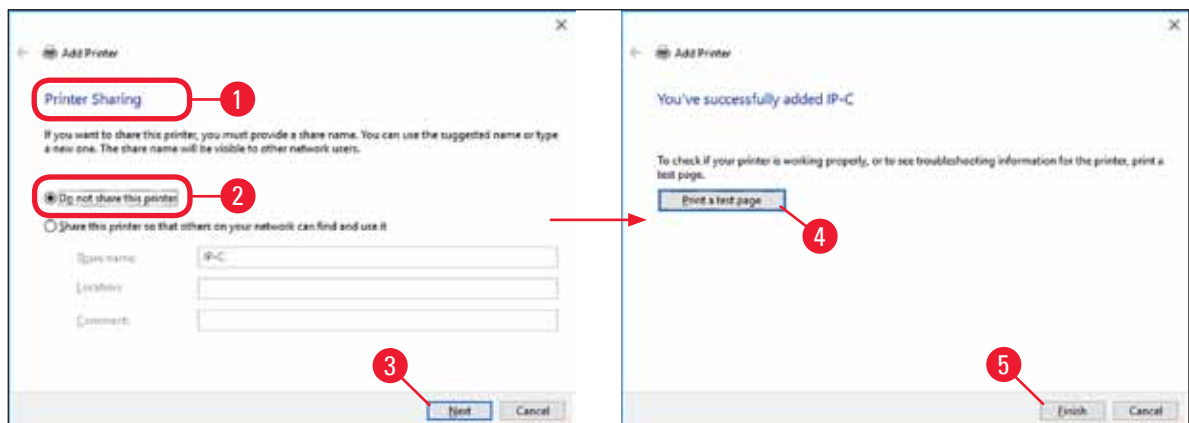 Add Printer
Printer Sharing
1
If you want to share this printer, you must provide a share name. You can use the suggested name or type
a new one. The share name will be visible to other network users.
Do not share this printer
2
Share this printer so that others on your network can find and use it
Share name:
IP-C
Location:
Comment:
3
Next
Cancel
Add Printer
You've successfully added IP-C
To check if your printer is working properly, or to see troubleshooting information for the printer, print a
test page.
Print a test page
4
5
Finish
Cancel